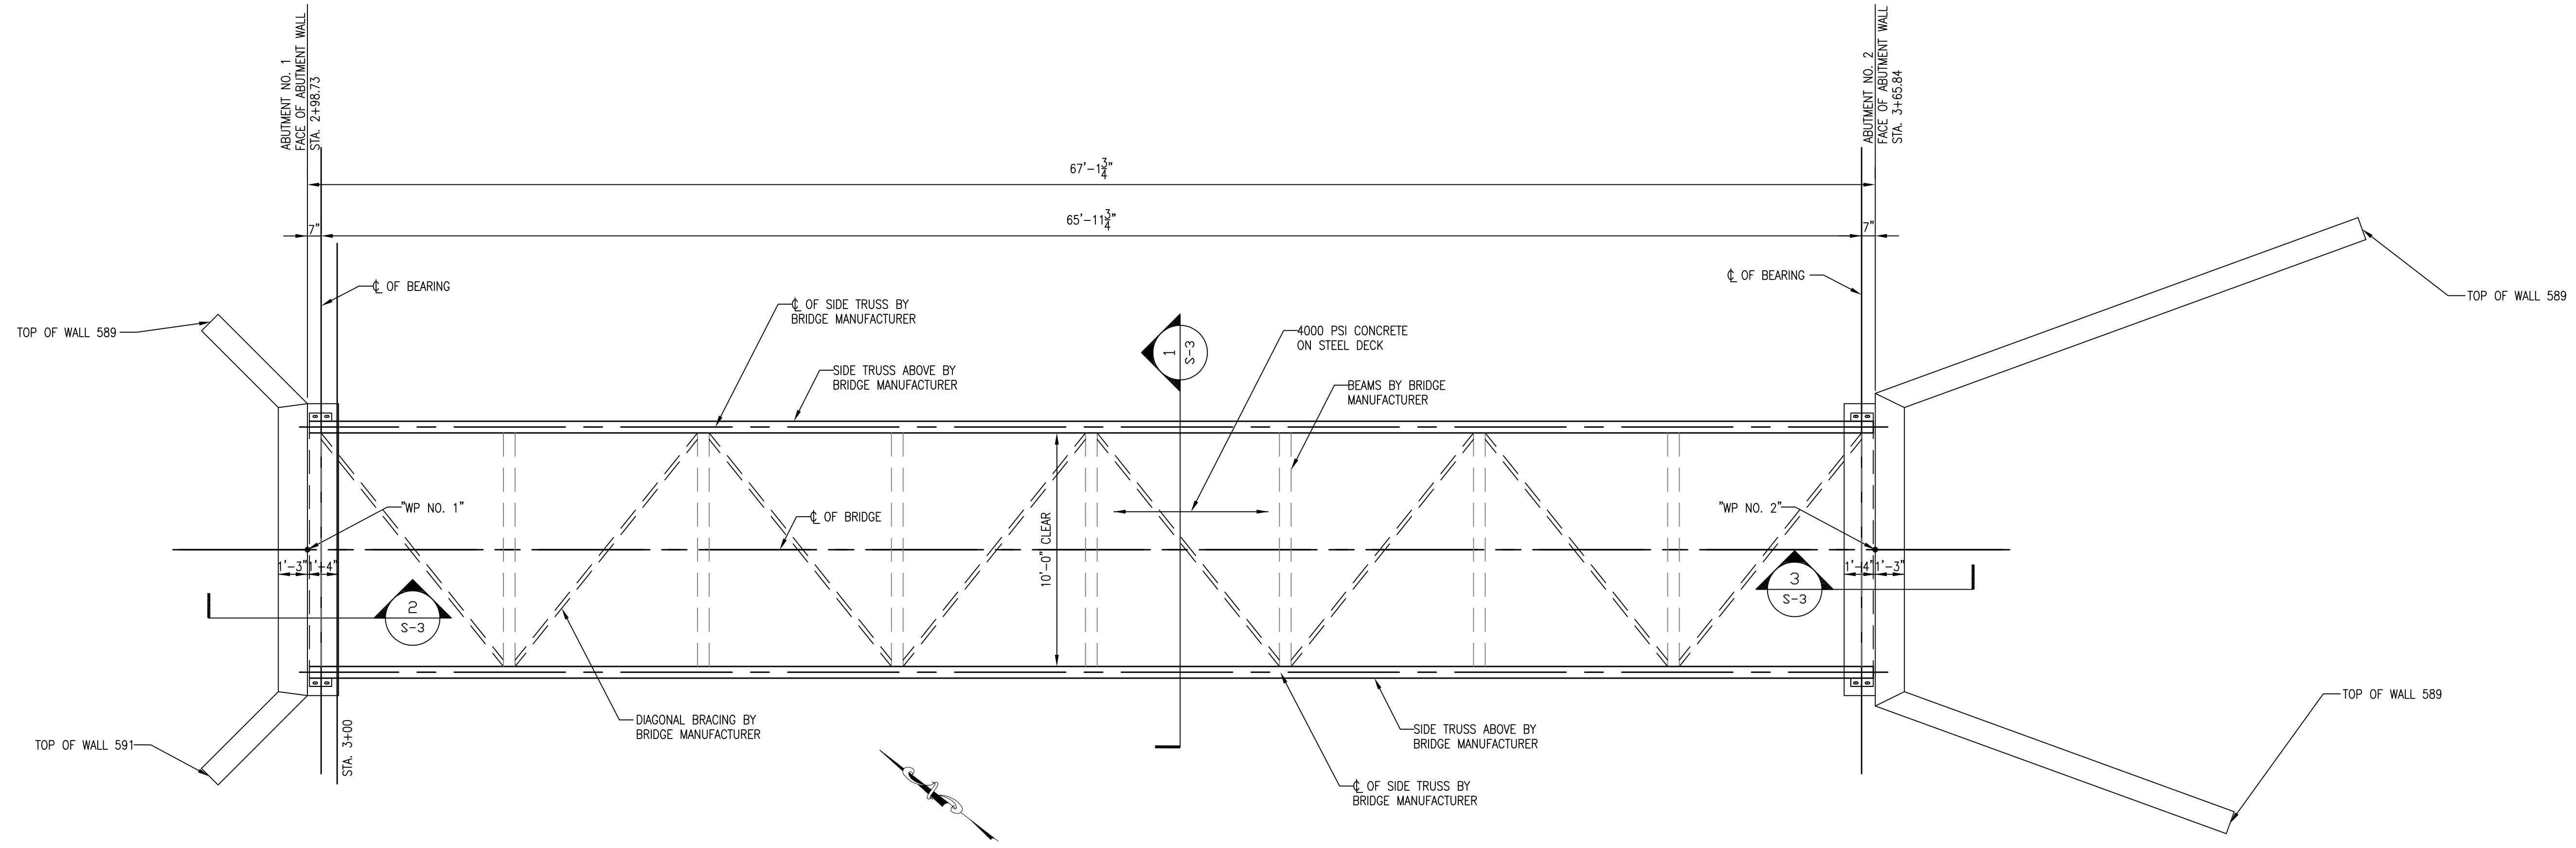 ABUTMENT NO. 1
FACE OF ABUTMENT WALL
STA. 2+98.73
ABUTMENT NO. 2
FACE OF ABUTMENT WALL
STA. 3+65.84
67'-1 3/4"
7"
65'-11 3/4"
7"
℄ OF BEARING
℄ OF BEARING
TOP OF WALL 589
TOP OF WALL 589
℄ OF SIDE TRUSS BY
BRIDGE MANUFACTURER
4000 PSI CONCRETE
ON STEEL DECK
1
S-3
SIDE TRUSS ABOVE BY
BRIDGE MANUFACTURER
BEAMS BY BRIDGE
MANUFACTURER
"WP NO. 1"
℄ OF BRIDGE
10'-0" CLEAR
"WP NO. 2"
1'-3"
1'-4"
1'-4"
1'-3"
2
S-3
3
S-3
TOP OF WALL 591
STA. 3+00
DIAGONAL BRACING BY
BRIDGE MANUFACTURER
SIDE TRUSS ABOVE BY
BRIDGE MANUFACTURER
TOP OF WALL 589
℄ OF SIDE TRUSS BY
BRIDGE MANUFACTURER